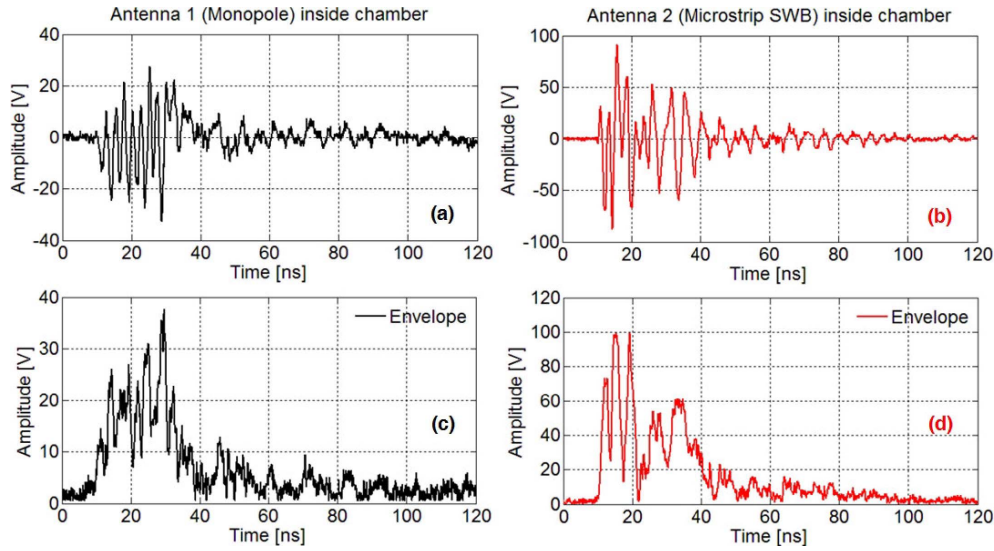 Antenna 1 (Monopole) inside chamber
40
20
0
-20
-40
Amplitude [V]
(a)
0 20 40 60 80 100 120
Time [ns]
Antenna 2 (Microstrip SWB) inside chamber
100
50
0
-50
-100
Amplitude [V]
(b)
0 20 40 60 80 100 120
Time [ns]
40
30
20
10
0
Amplitude [V]
Envelope
(c)
0 20 40 60 80 100 120
Time [ns]
120
100
80
60
40
20
0
Amplitude [V]
Envelope
(d)
0 20 40 60 80 100 120
Time [ns]